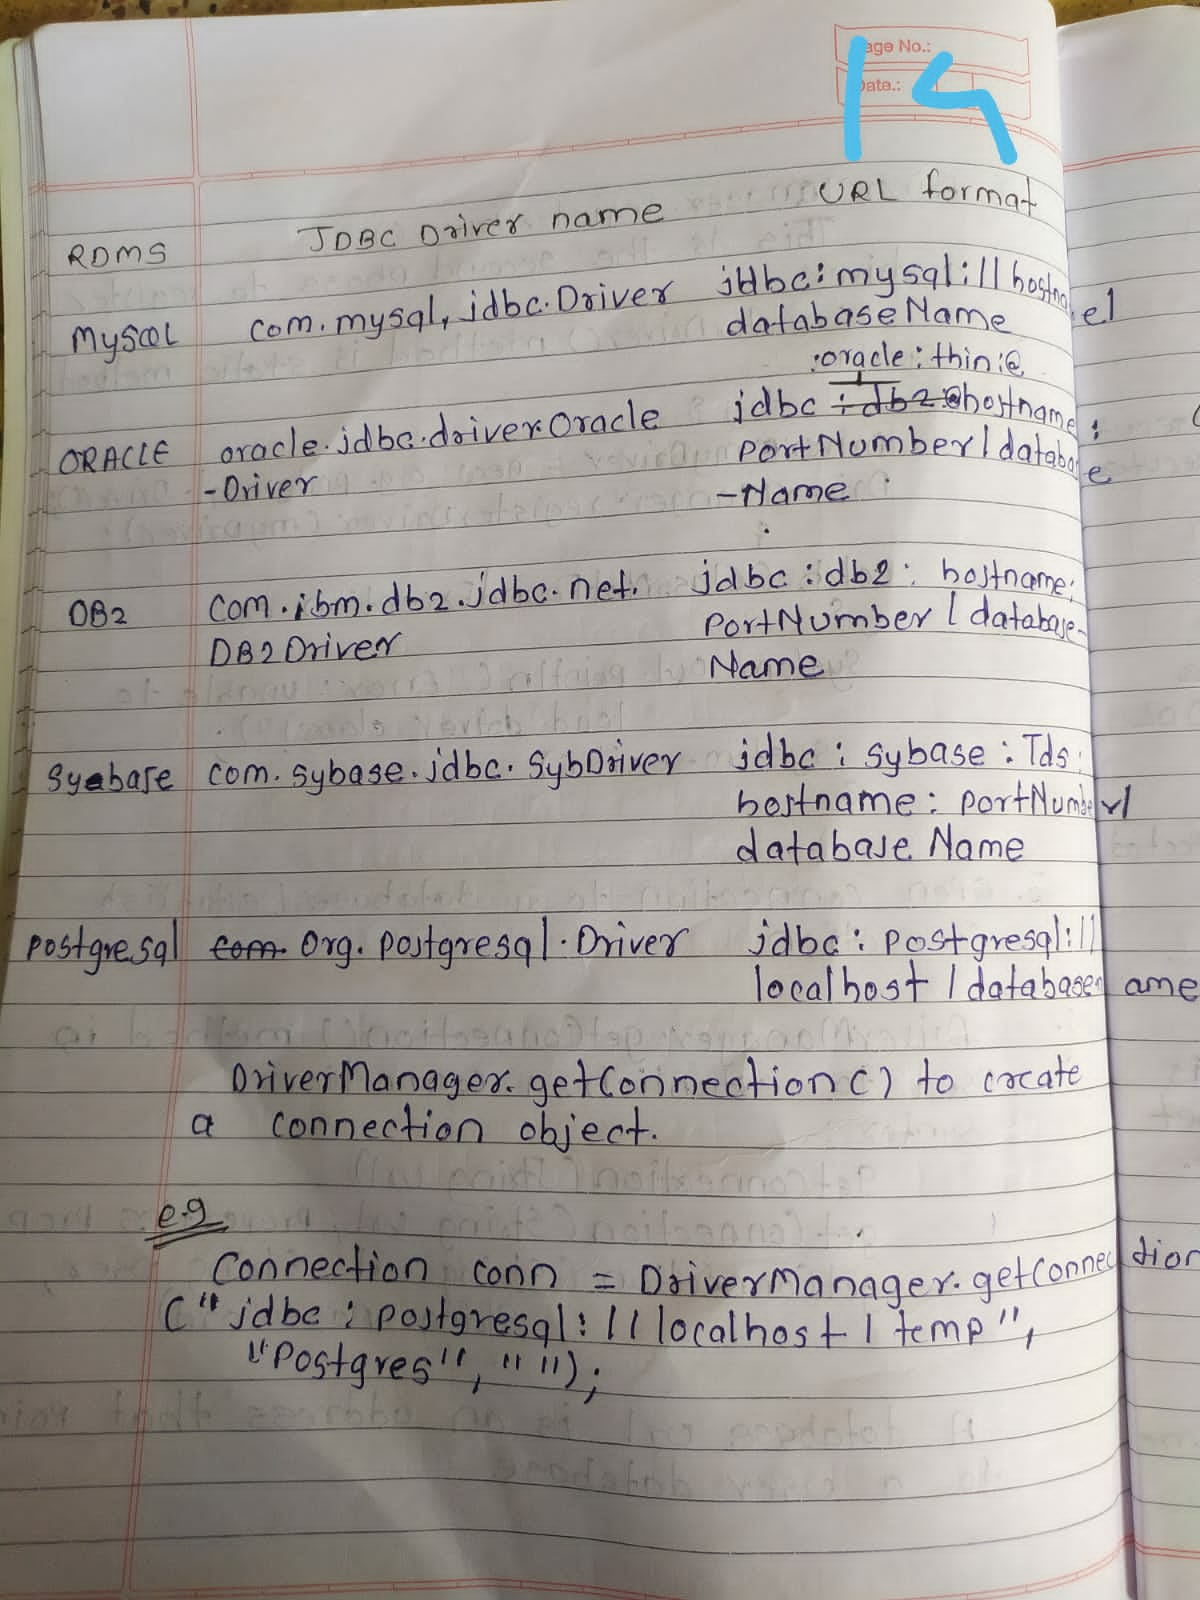 Page No.:
Date.:
14
RDMS JDBC Driver name URL format
MySQL com.mysql,jdbc.Driver jdbc:mysql://hostname/
databaseName
:oracle:thin:@
ORACLE oracle.jdbc.driver.Oracle jdbc :db2:@hostname:
-Driver portNumber/database
-Name
DB2 com.ibm.db2.jdbc.net. jdbc:db2: hostname:
DB2Driver portNumber/database-
Name
Syebase com.sybase.jdbc.SybDriver jdbc:sybase:Tds:
hostname:portNumber/
database Name
postgresql com. org.postgresql.Driver jdbc:postgresql://
localhost/databasename
DriverManager.getConnection() to create
a connection object.
e.g
Connection conn = DriverManager.getConnection
("jdbc:postgresql://localhost/temp",
"Postgres", "");